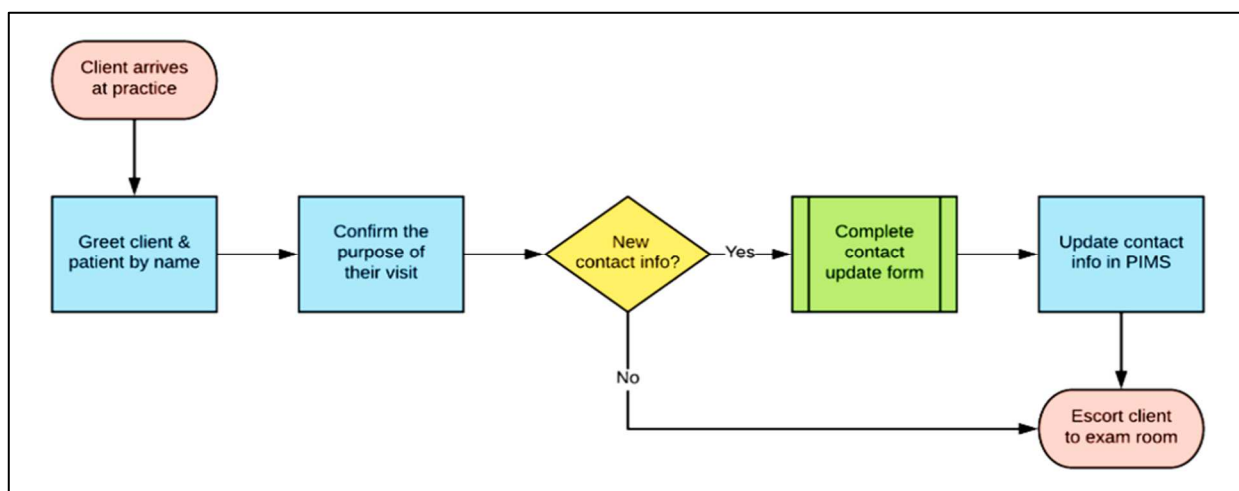 Client arrives
at practice
Greet client &
patient by name
Confirm the
purpose of
their visit
New
contact info?
Yes
Complete
contact
update form
Update contact
info in PIMS
No
Escort client
to exam room